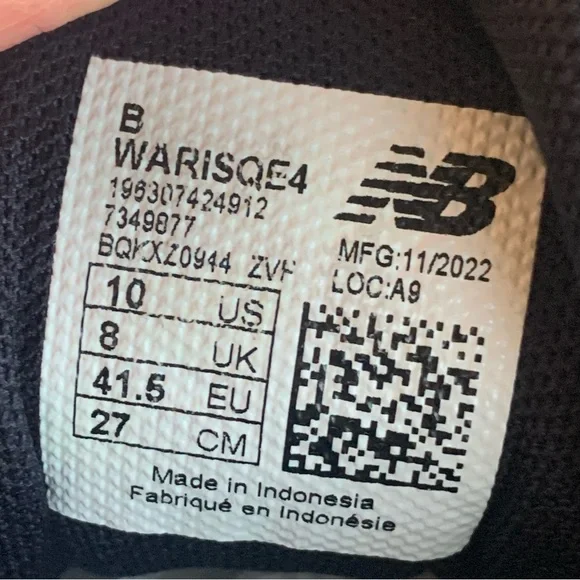 B
WARISQE4
196307424912
7349877
BQKXZ0944
NB
MFG:11/2022
LOC:A9
10 US
8 UK
41.5 EU
27 CM
Made in Indonesia
Fabriqué en Indonésie